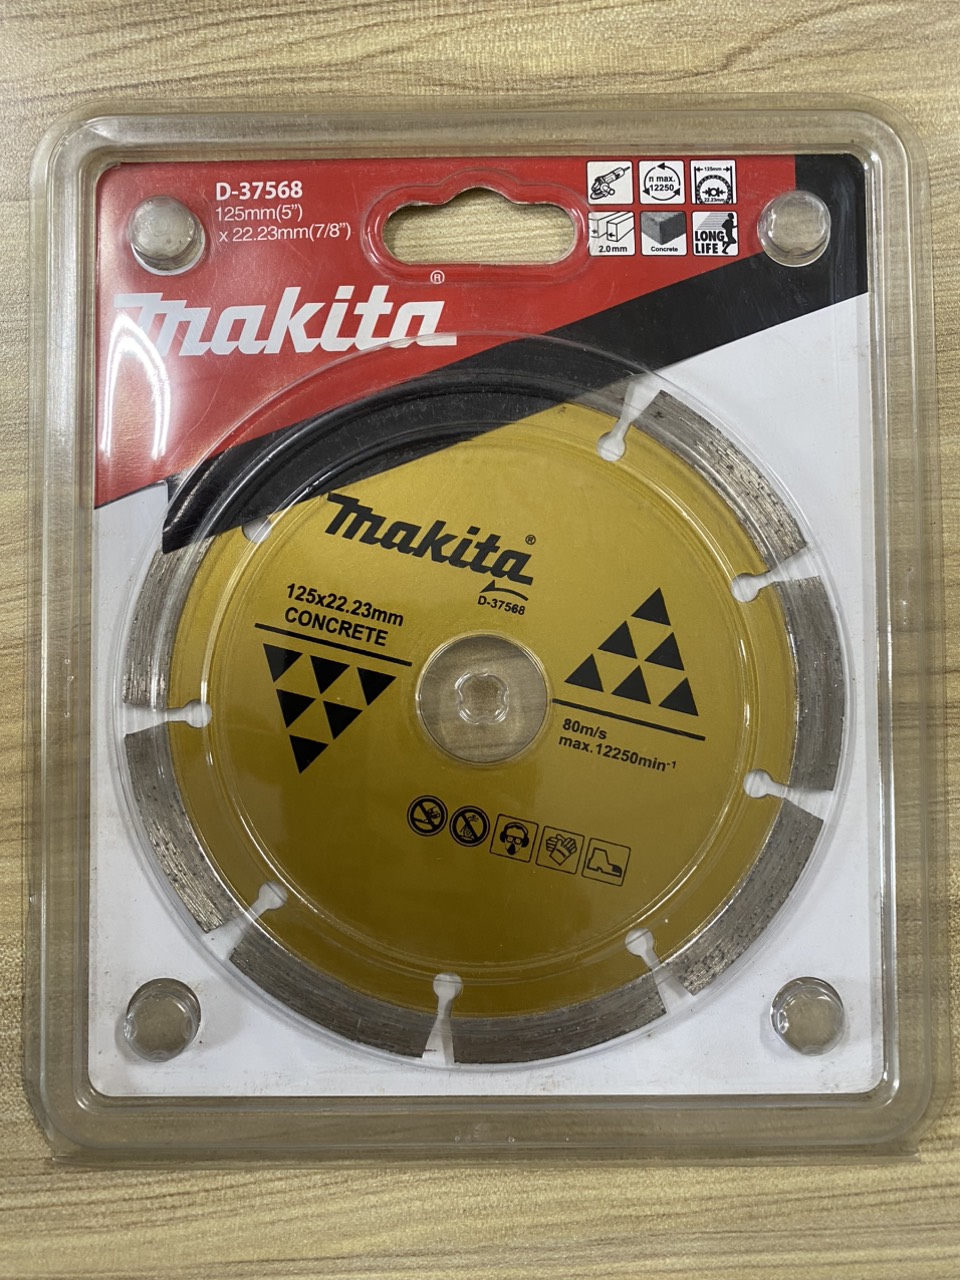 D-37568
125mm(5")
x 22.23mm(7/8")
n max.
12250
125mm
22.23mm
2.0mm
Concrete
LONG
LIFE
makita®
makita®
D-37568
125x22.23mm
CONCRETE
80m/s
max.12250min⁻¹